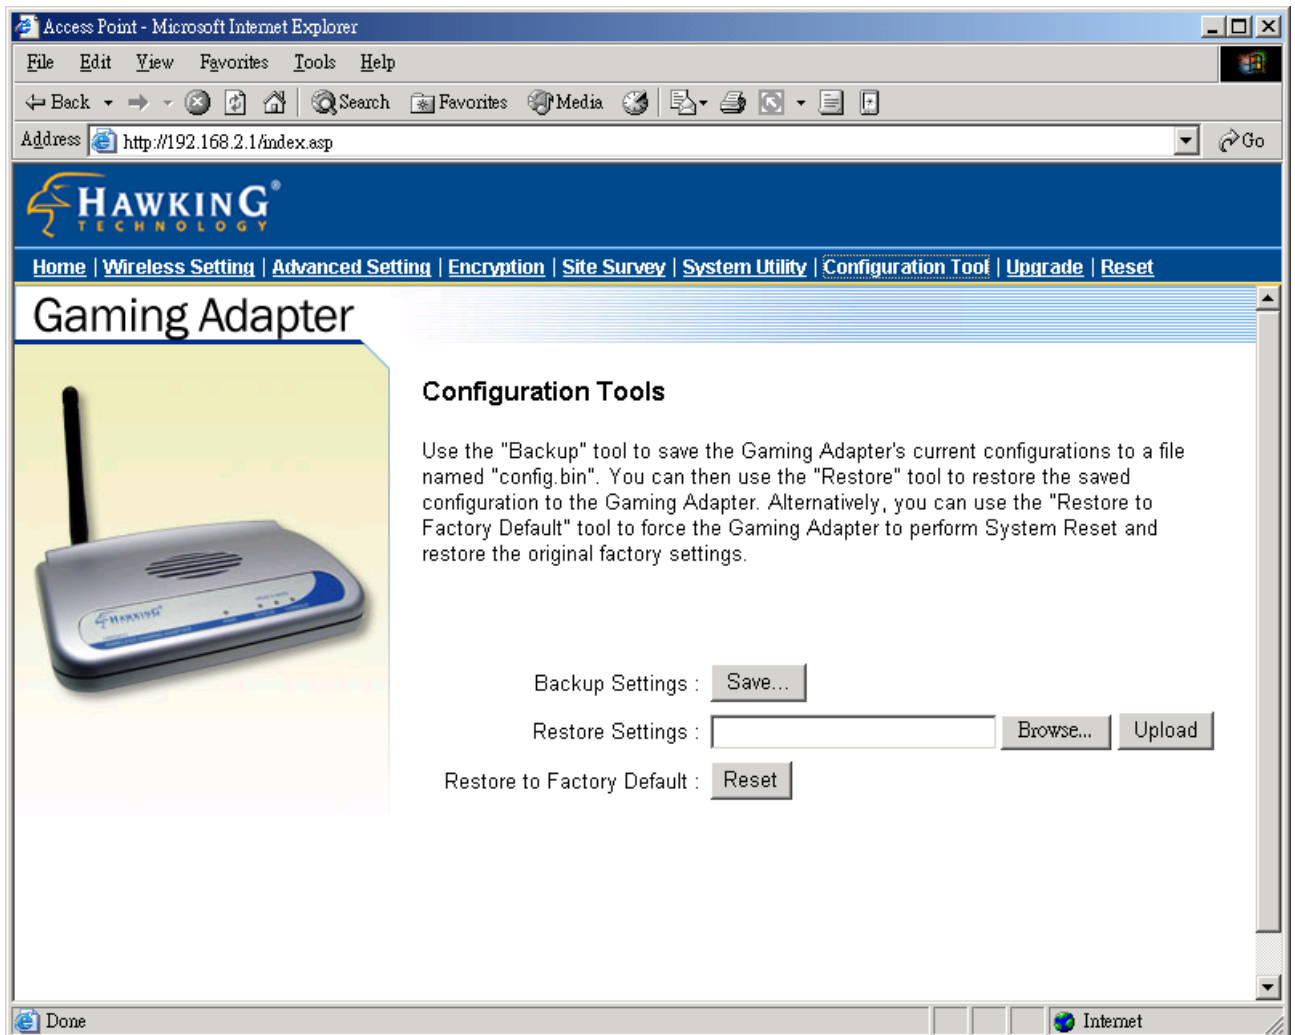 Access Point - Microsoft Internet Explorer
File Edit View Favorites Tools Help
Back Search Favorites Media
Address http://192.168.2.1/index.asp Go
HAWKING®
TECHNOLOGY
Home | Wireless Setting | Advanced Setting | Encryption | Site Survey | System Utility | Configuration Tool | Upgrade | Reset
Gaming Adapter
Configuration Tools
Use the "Backup" tool to save the Gaming Adapter's current configurations to a file
named "config.bin". You can then use the "Restore" tool to restore the saved
configuration to the Gaming Adapter. Alternatively, you can use the "Restore to
Factory Default" tool to force the Gaming Adapter to perform System Reset and
restore the original factory settings.
HAWKING
Backup Settings : Save...
Restore Settings : Browse... Upload
Restore to Factory Default : Reset
Done Internet